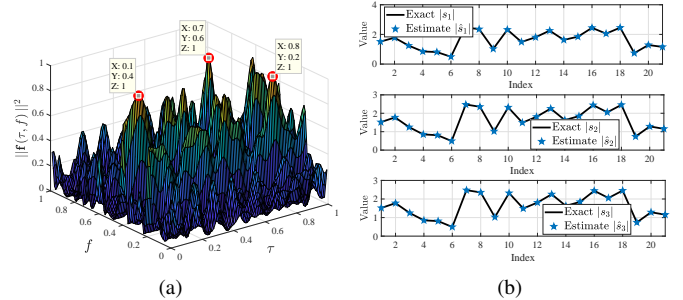 X: 0.7
Y: 0.6
Z: 1
X: 0.8
Y: 0.2
Z: 1
X: 0.1
Y: 0.4
Z: 1
||f(τ, f)||²
1
0.8
0.6
0.4
0.2
0
0.8
0.6
0.4
0.2
0
f
0
0.2
0.4
0.6
0.8
1
τ
(a)
Exact |s₁|
Estimate |ŝ₁|
Value
4
2
0
2 4 6 8 10 12 14 16 18 20
Index
Exact |s₂|
Estimate |ŝ₂|
Value
3
2
1
0
2 4 6 8 10 12 14 16 18 20
Index
Exact |s₃|
Estimate |ŝ₃|
Value
3
2
1
0
2 4 6 8 10 12 14 16 18 20
Index
(b)